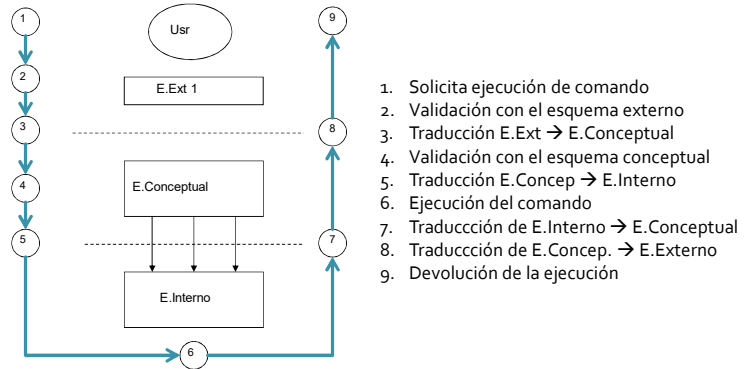 1
2
3
4
5
6
7
8
9
Usr
E.Ext 1
E.Conceptual
E.Interno
1. Solicita ejecución de comando
2. Validación con el esquema externo
3. Traducción E.Ext → E.Conceptual
4. Validación con el esquema conceptual
5. Traducción E.Concep → E.Interno
6. Ejecución del comando
7. Traduccción de E.Interno → E.Conceptual
8. Traduccción de E.Concep. → E.Externo
9. Devolución de la ejecución